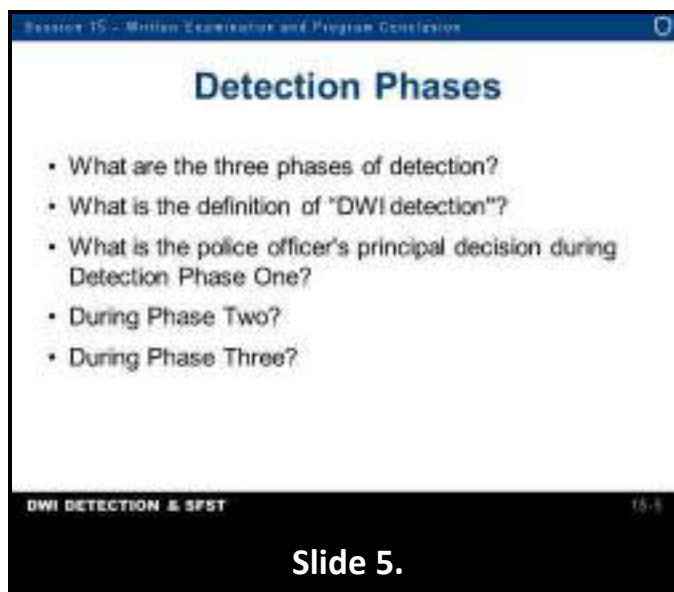 Session 15 - Written Examination and Program Conclusion
Detection Phases
• What are the three phases of detection?
• What is the definition of "DWI detection"?
• What is the police officer's principal decision during
Detection Phase One?
• During Phase Two?
• During Phase Three?
DWI DETECTION & SFST
15-5
Slide 5.